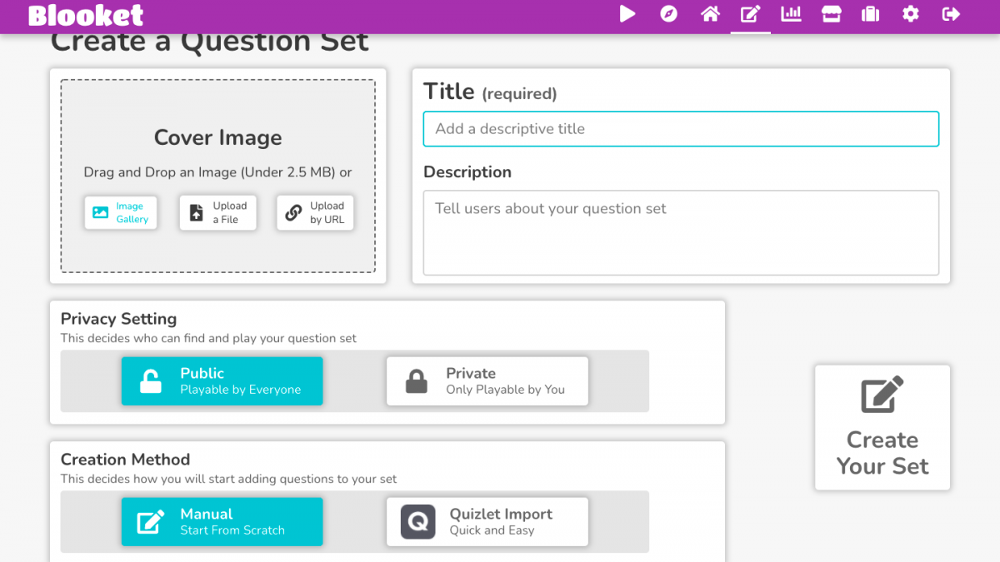 Blooket
Create a Question Set
Cover Image
Drag and Drop an Image (Under 2.5 MB) or
Image
Gallery
Upload
a File
Upload
by URL
Title (required)
Add a descriptive title
Description
Tell users about your question set
Privacy Setting
This decides who can find and play your question set
Public
Playable by Everyone
Private
Only Playable by You
Creation Method
This decides how you will start adding questions to your set
Manual
Start From Scratch
Q
Quizlet Import
Quick and Easy
Create
Your Set